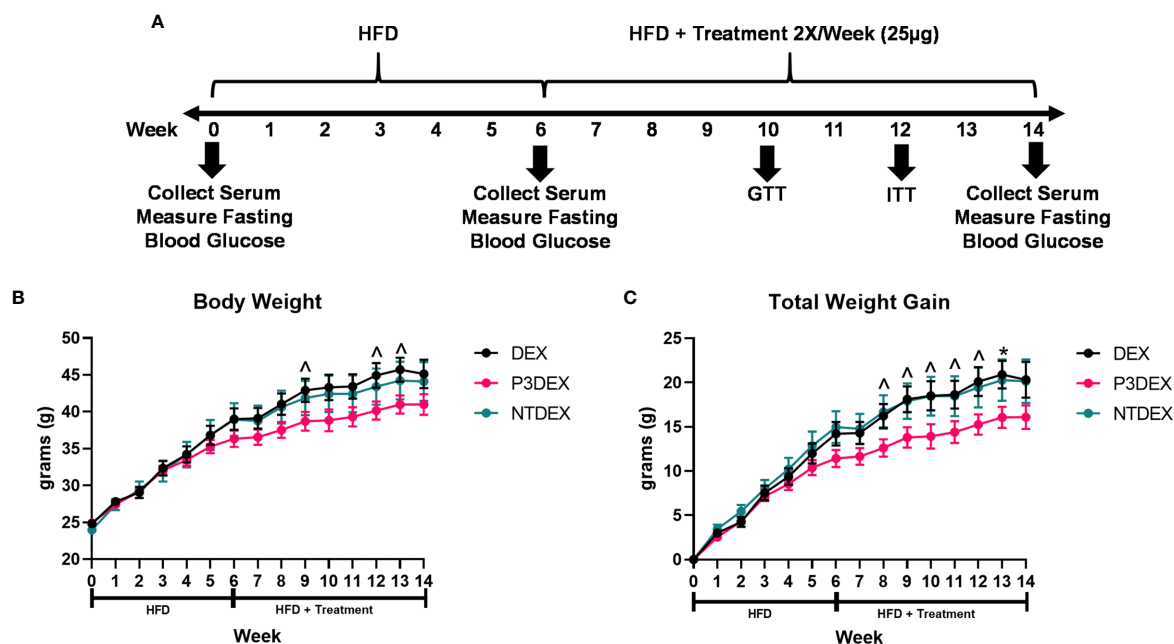 A
HFD
HFD + Treatment 2X/Week (25µg)
Week 0 1 2 3 4 5 6 7 8 9 10 11 12 13 14
Collect Serum
Measure Fasting
Blood Glucose
Collect Serum
Measure Fasting
Blood Glucose
GTT
ITT
Collect Serum
Measure Fasting
Blood Glucose
B
Body Weight
grams (g)
50
45
40
35
30
25
20
^ ^ ^
DEX
P3DEX
NTDEX
0 1 2 3 4 5 6 7 8 9 10 11 12 13 14
HFD
HFD + Treatment
Week
C
Total Weight Gain
grams (g)
25
20
15
10
5
0
^ ^ ^ ^ ^ *
DEX
P3DEX
NTDEX
0 1 2 3 4 5 6 7 8 9 10 11 12 13 14
HFD
HFD + Treatment
Week